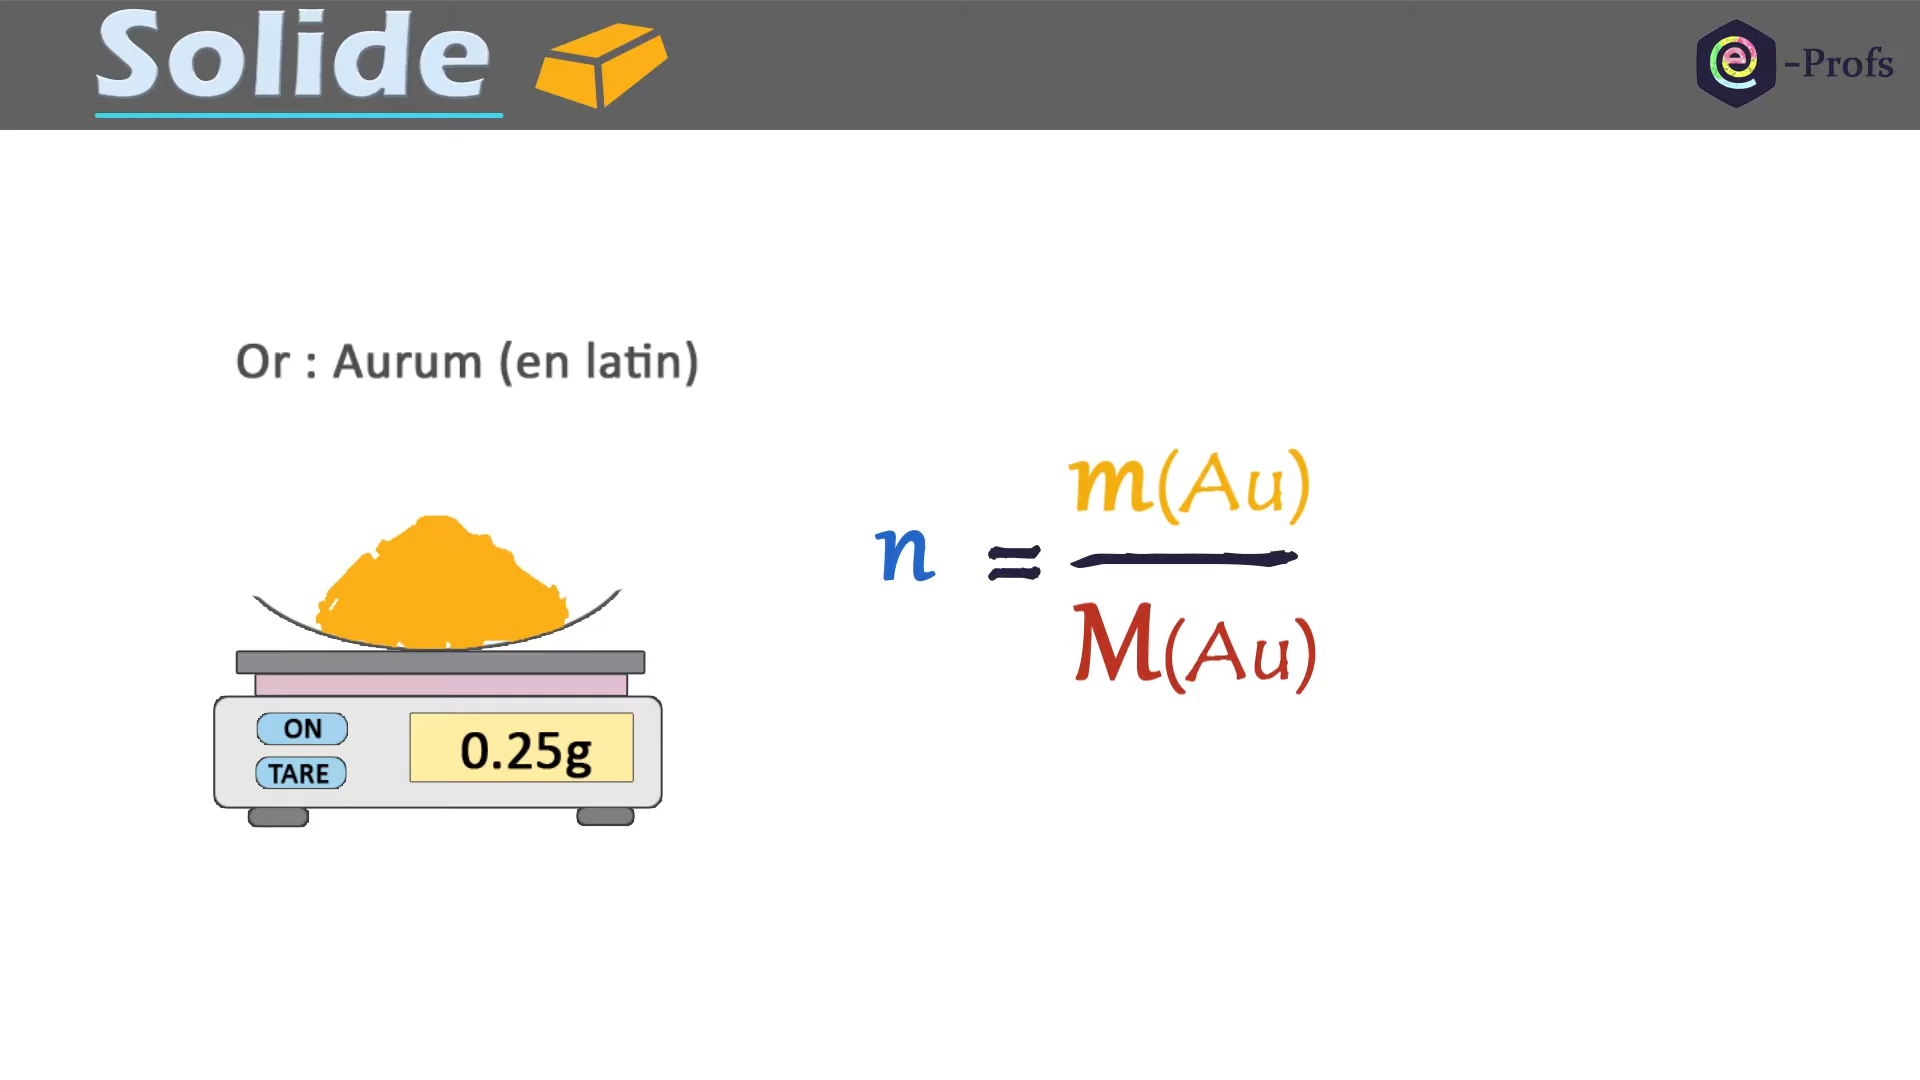 Solide
e-Profs
Or : Aurum (en latin)
n = m(Au) / M(Au)
ON
TARE
0.25g